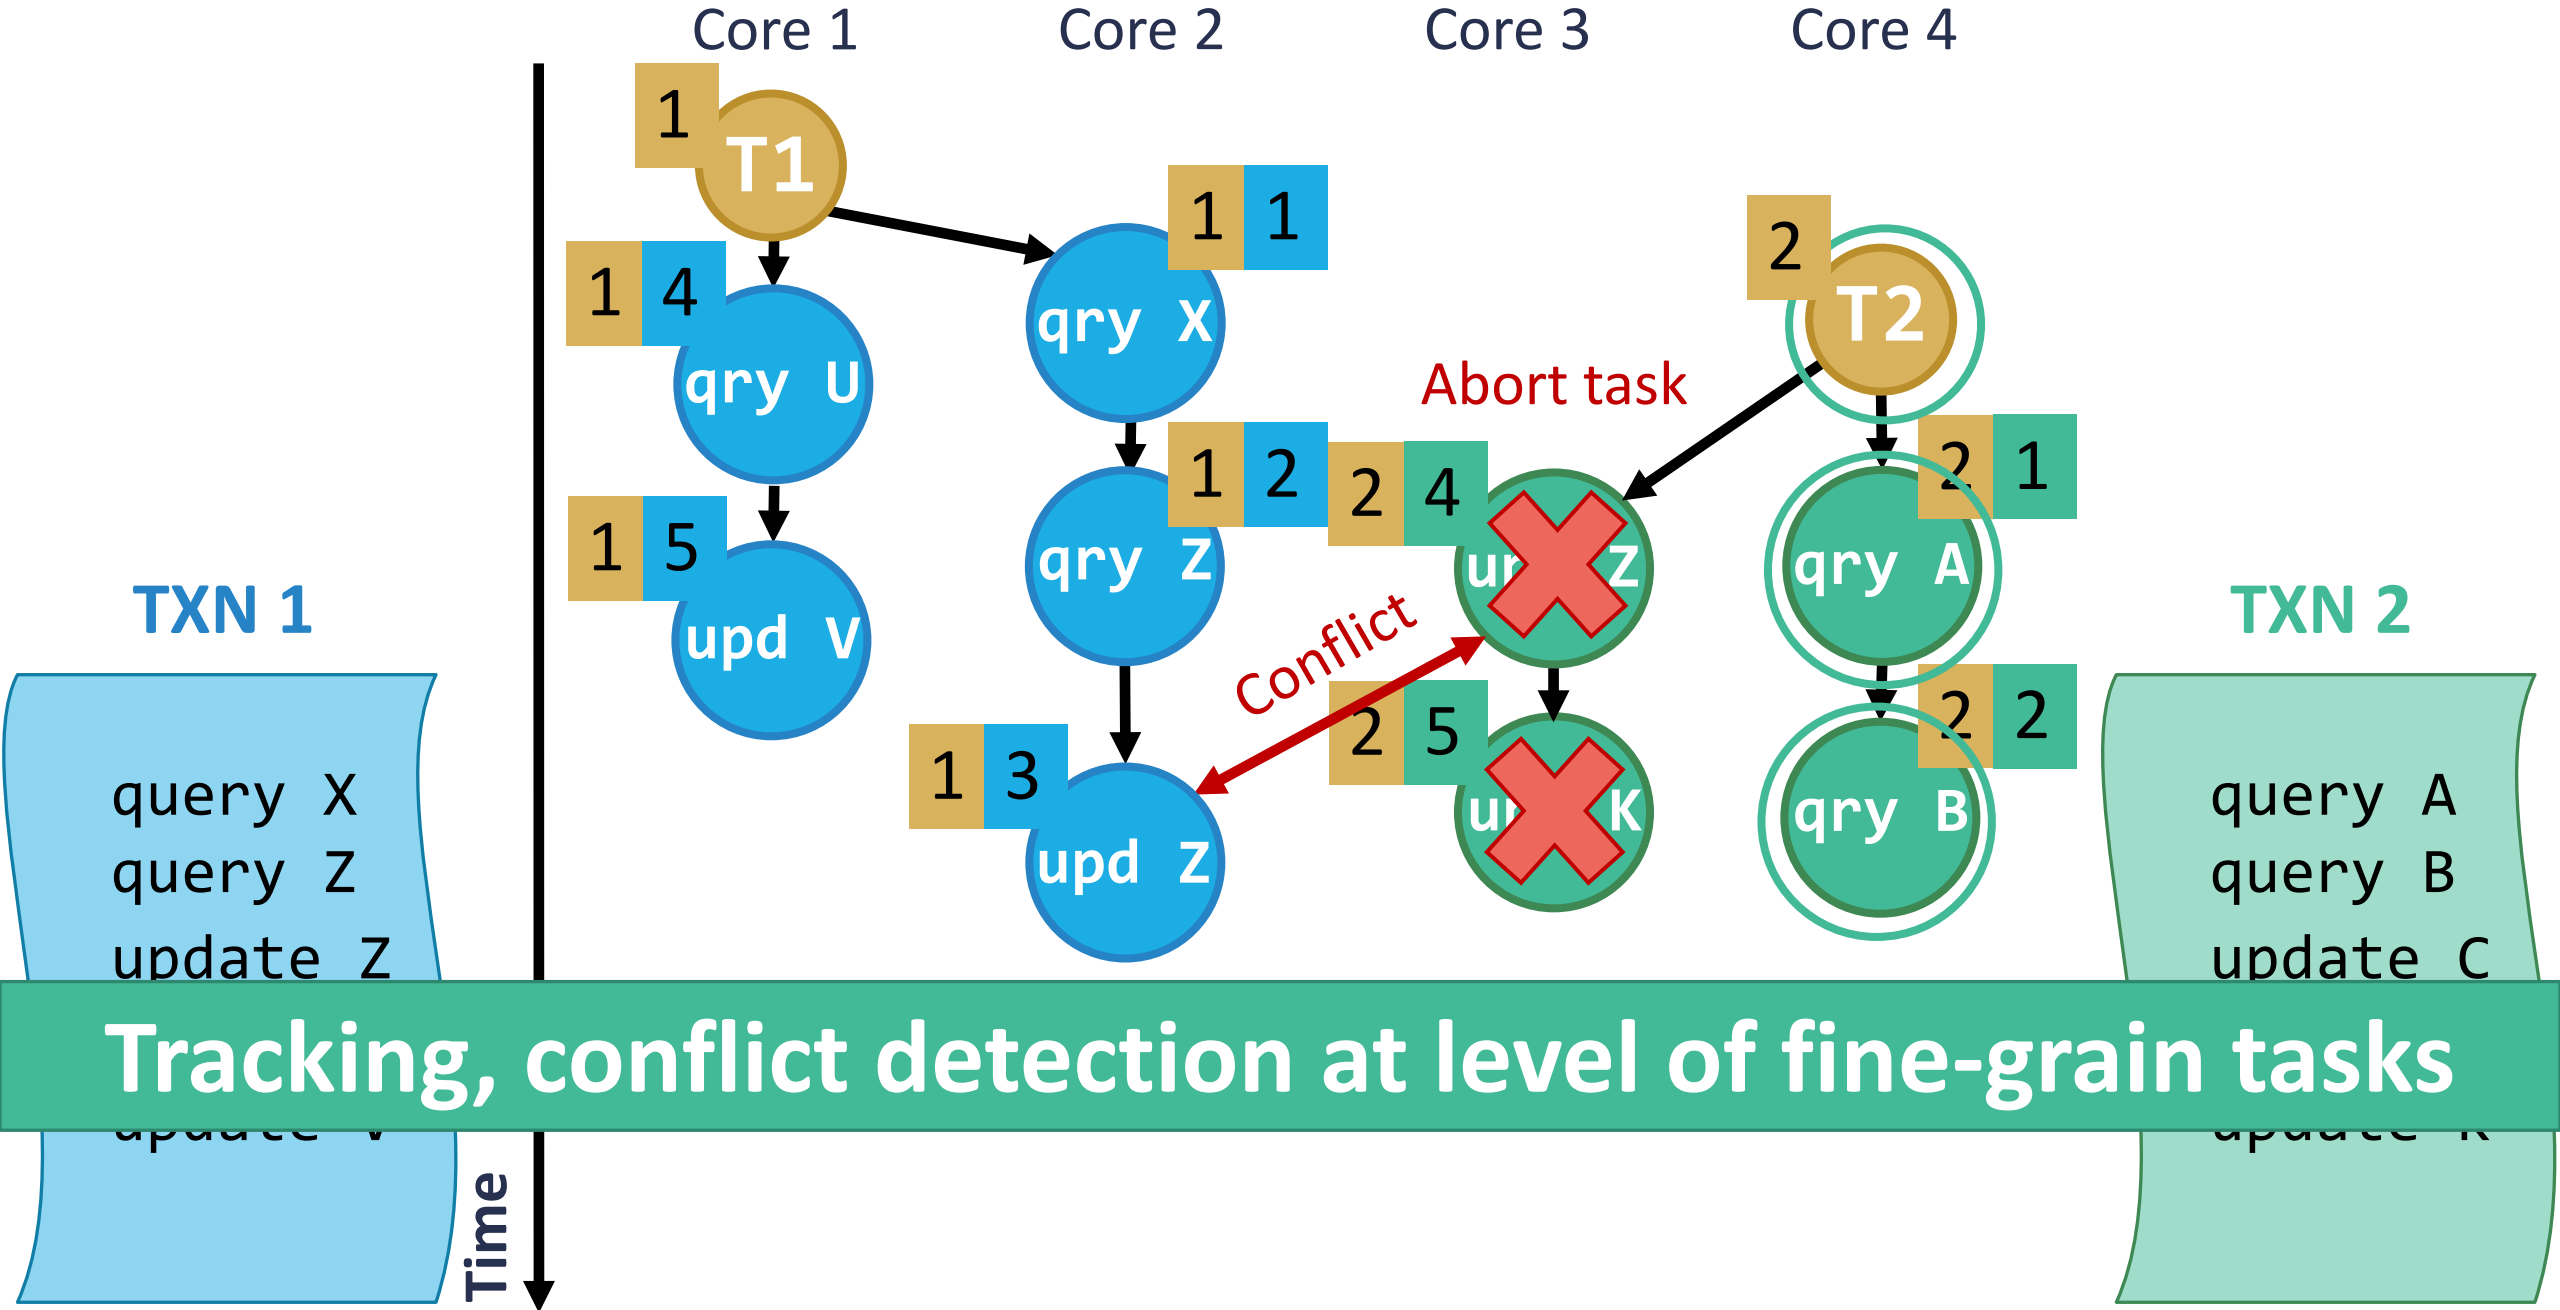 Core 1
Core 2
Core 3
Core 4
1
T1
1 1
2
T2
1 4
qry U
qry X
Abort task
1 2
2 4
2 1
1 5
qry Z
Z
qry A
upd V
TXN 1
TXN 2
Conflict
1 3
2 5
2 2
upd Z
K
qry B
query X
query Z
update Z
query A
query B
update C
Tracking, conflict detection at level of fine-grain tasks
update V
update K
Time